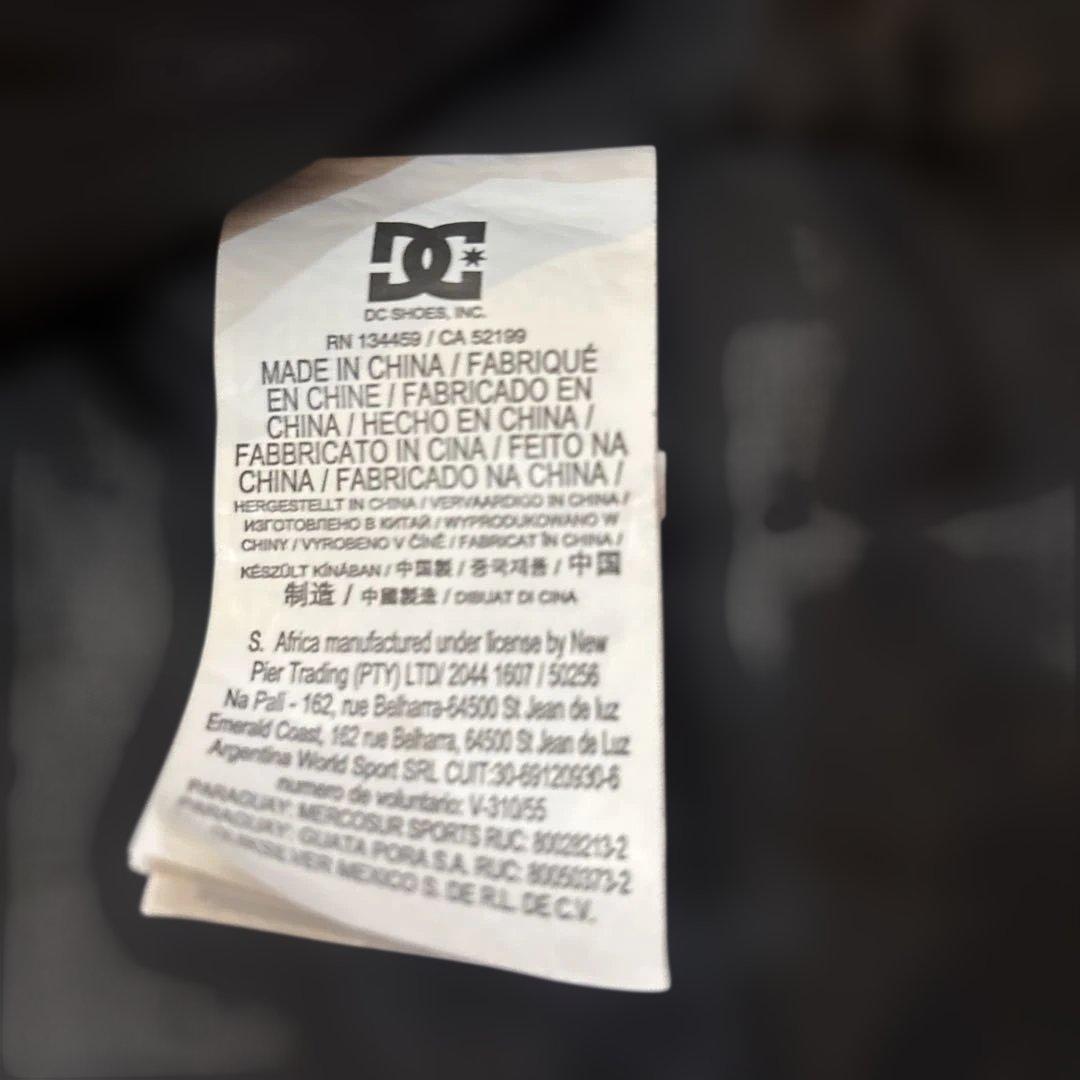 DC
DC SHOES, INC.
RN 134459 / CA 52199
MADE IN CHINA / FABRIQUÉ
EN CHINE / FABRICADO EN
CHINA / HECHO EN CHINA /
FABBRICATO IN CINA / FEITO NA
CHINA / FABRICADO NA CHINA /
HERGESTELLT IN CHINA / VERVAARDIGD IN CHINA /
ИЗГОТОВЛЕНО В КИТАЙ / WYPRODUKOWANO W
CHINY / VYROBENO V ČÍNĚ / FABRICAT ÎN CHINA /
KÉSZÜLT KÍNÁBAN / 中国製 / 중국제품 / 中国
制造 / 中國製造 / DIBUAT DI CINA
S. Africa manufactured under license by New
Pier Trading (PTY) LTD/ 2044 1607 / 50256
Na Pali - 162, rue Belharra-64500 St Jean de luz
Emerald Coast, 162 rue Belharra, 64500 St Jean de Luz
Argentina World Sport SRL CUIT:30-69120930-6
numero de voluntario: V-310/55
PARAGUAY: MERCOSUR SPORTS RUC: 80028213-2
PARAGUAY: GUATA PORA S.A. RUC: 80050373-2
MEXICO S. DE R.L. DE C.V.